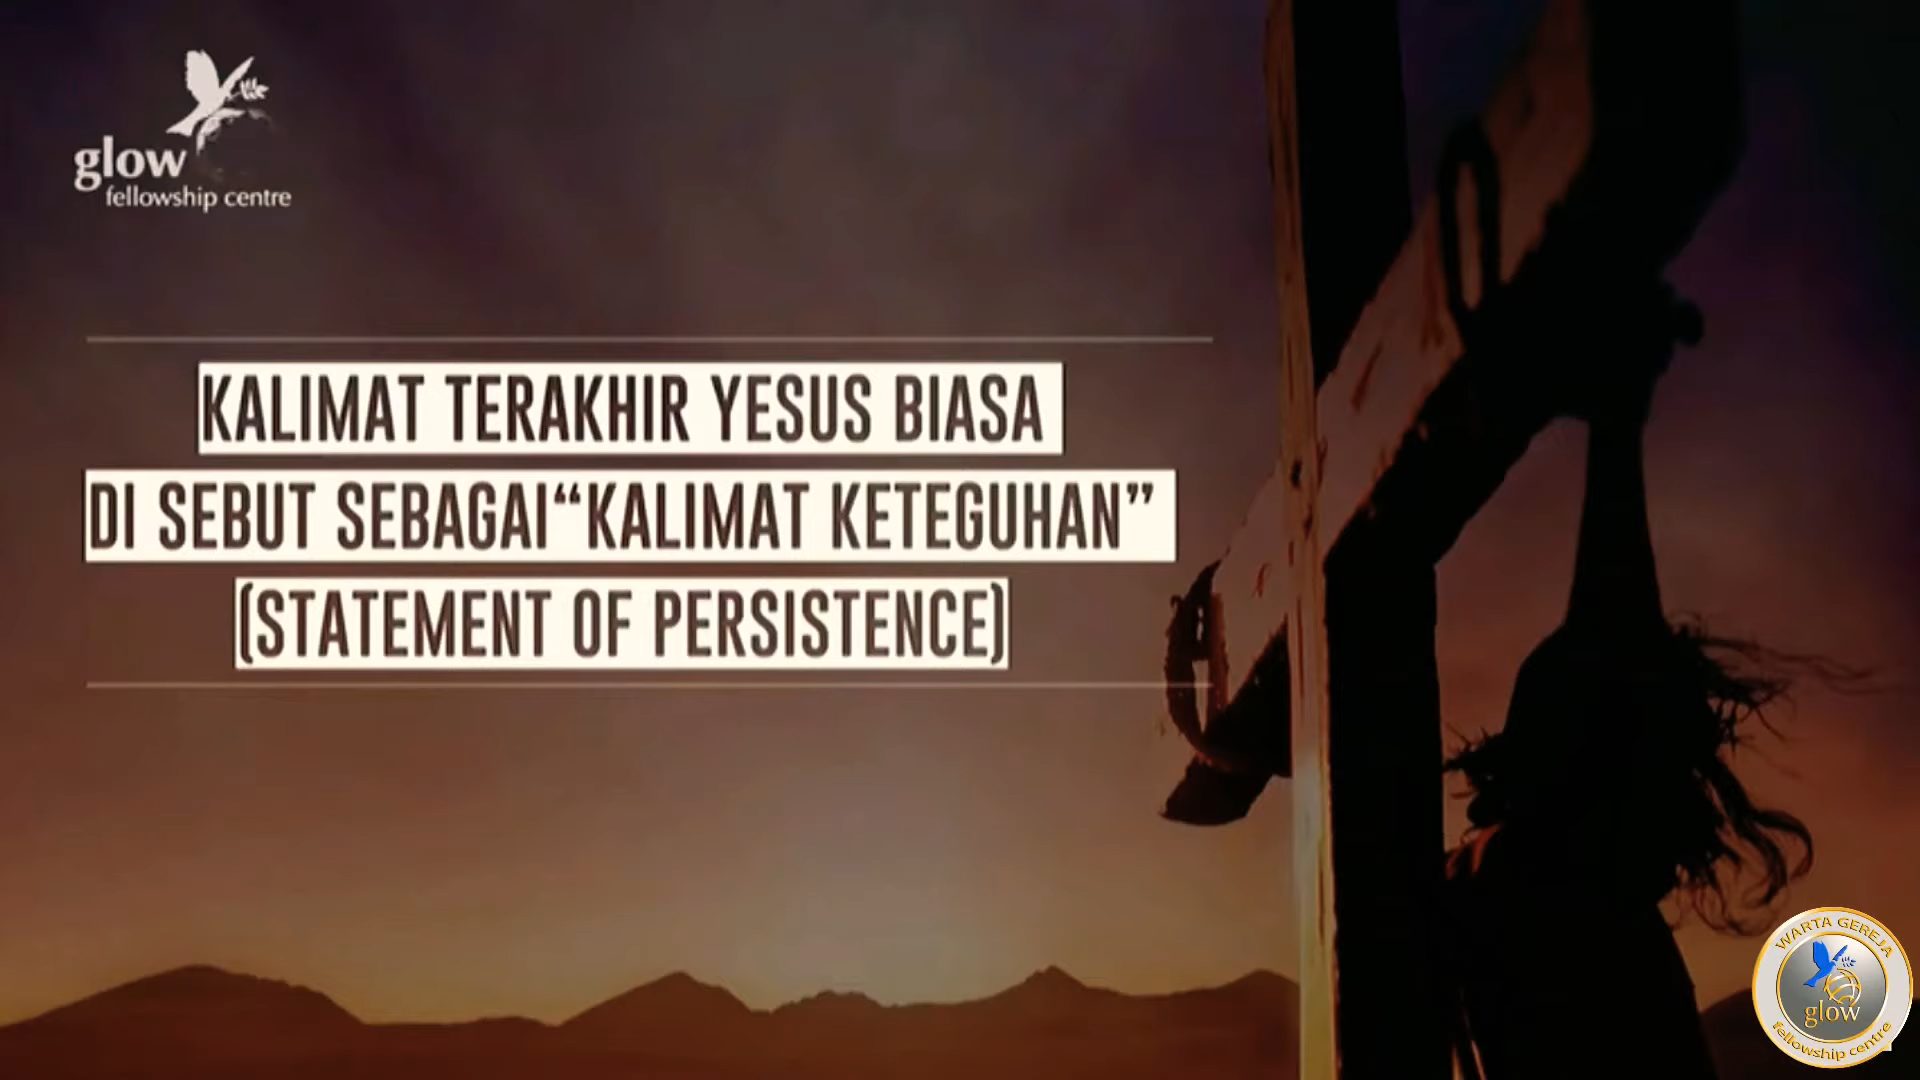 glow
fellowship centre
KALIMAT TERAKHIR YESUS BIASA
DI SEBUT SEBAGAI“KALIMAT KETEGUHAN”
(STATEMENT OF PERSISTENCE)
WARTA GEREJA
glow
fellowship centre